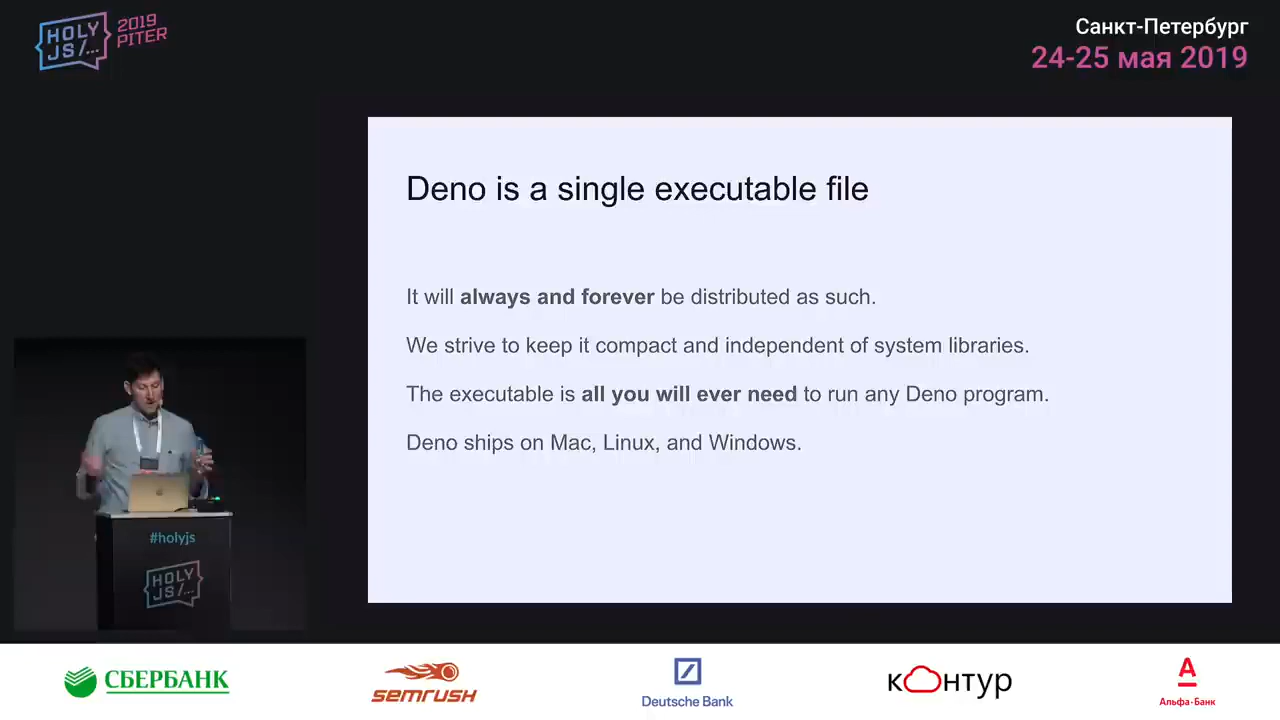 HOLY
JS/...
2019
PITER
Санкт-Петербург
24-25 мая 2019
Deno is a single executable file
It will always and forever be distributed as such.
We strive to keep it compact and independent of system libraries.
The executable is all you will ever need to run any Deno program.
Deno ships on Mac, Linux, and Windows.
#holyjs
HOLY
JS/...
СБЕРБАНК
semrush
Deutsche Bank
контур
А
Альфа·Банк